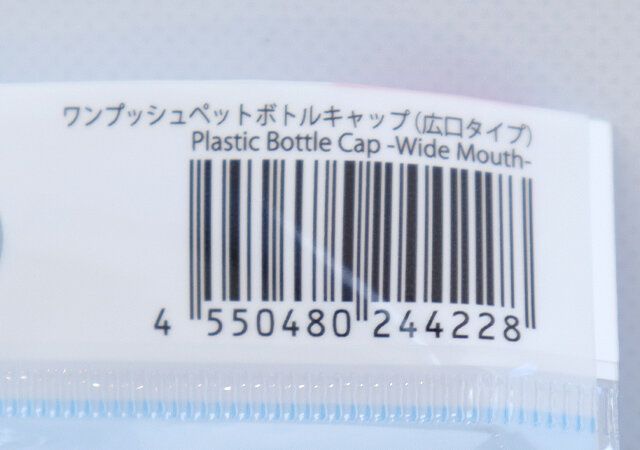 ワンプッシュペットボトルキャップ(広口タイプ)
Plastic Bottle Cap -Wide Mouth-
4 550480 244228